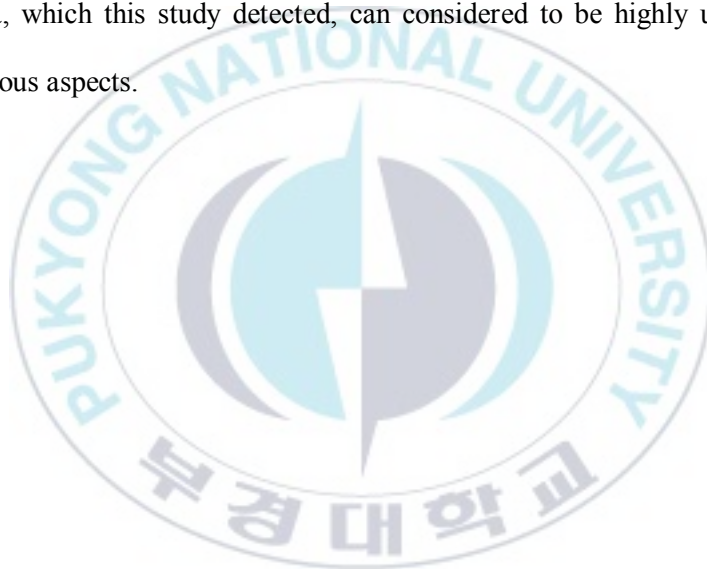 , which this study detected, can considered to be highly
ous aspects.
PUKYONG NATIONAL UNIVERSITY
부경대학교